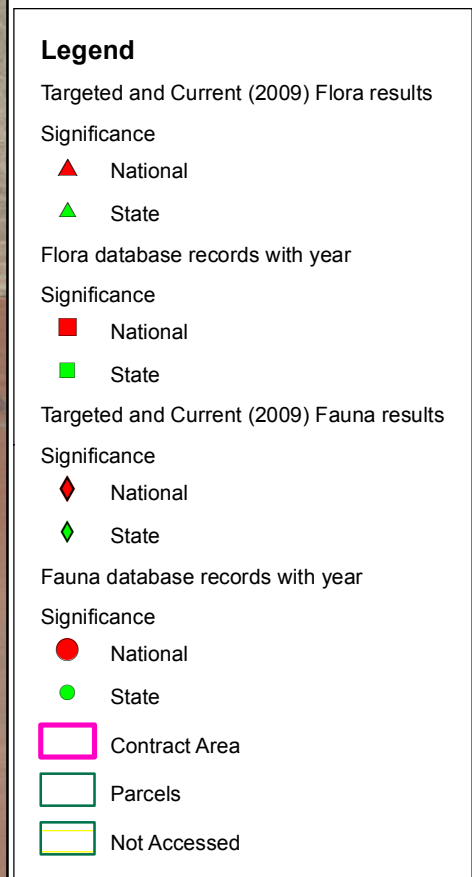 Legend
Targeted and Current (2009) Flora results
Significance
National
State
Flora database records with year
Significance
National
State
Targeted and Current (2009) Fauna results
Significance
National
State
Fauna database records with year
Significance
National
State
Contract Area
Parcels
Not Accessed